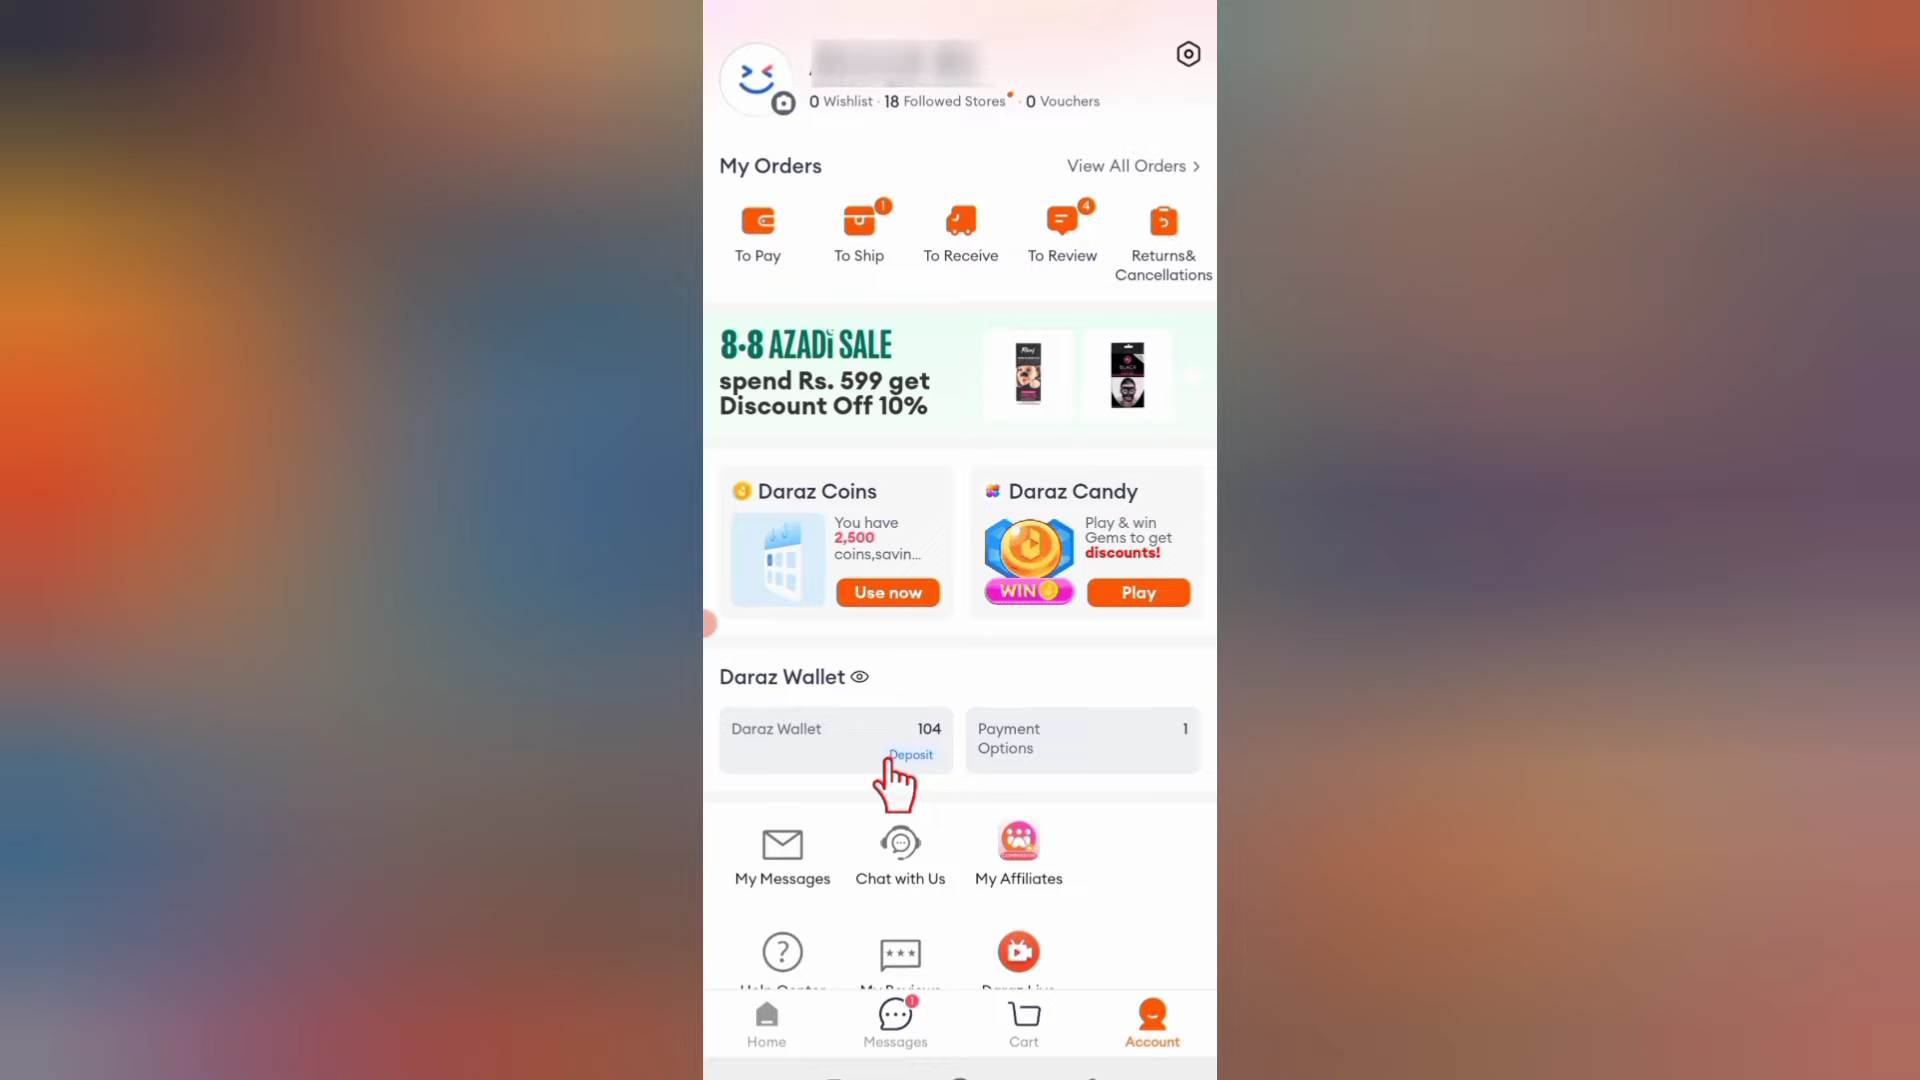 0 Wishlist · 18 Followed Stores · 0 Vouchers
My Orders
View All Orders >
1
4
To Pay
To Ship
To Receive
To Review
Returns&
Cancellations
8·8 AZADi SALE
spend Rs. 599 get
Discount Off 10%
BLACK
Daraz Coins
You have
2,500
coins,savin...
Use now
Daraz Candy
Play & win
Gems to get
discounts!
WIN
Play
Daraz Wallet
Daraz Wallet
104
Deposit
Payment
Options
1
My Messages
Chat with Us
My Affiliates
Help Center
My Reviews
Daraz Live
1
Home
Messages
Cart
Account